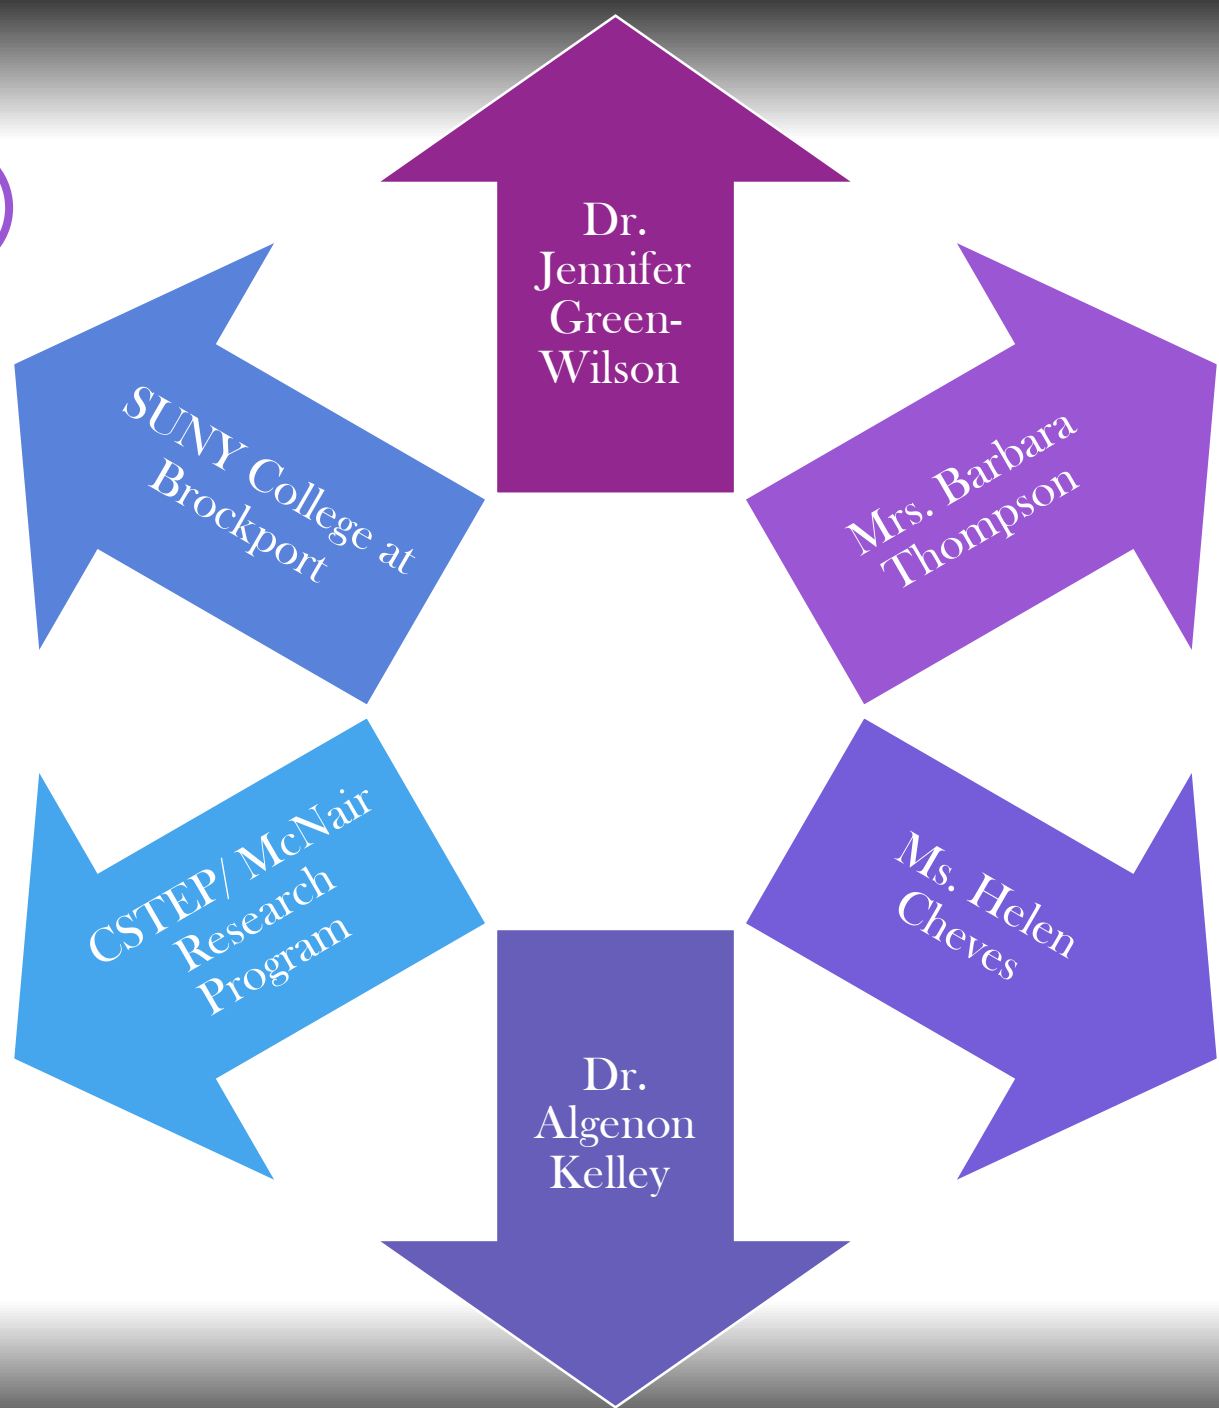 Dr.
Jennifer
Green-
Wilson
Mrs. Barbara
Thompson
Ms. Helen
Cheves
Dr.
Algenon
Kelley
CSTEP/ McNair
Research
Program
SUNY College at
Brockport